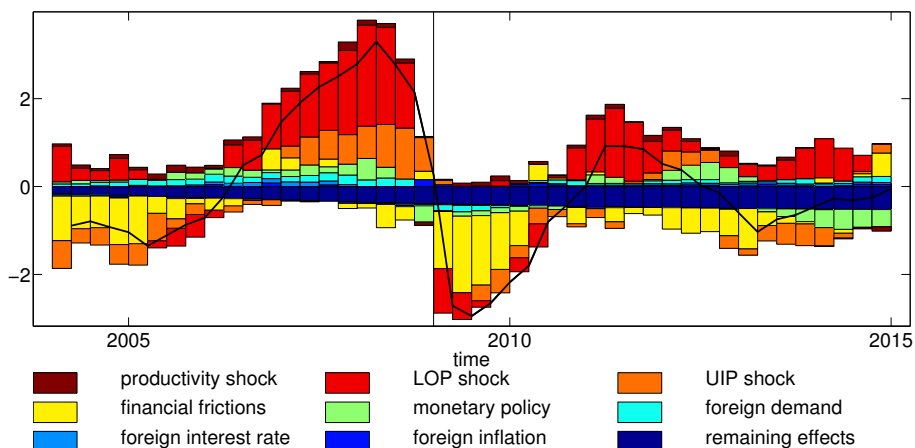 2
0
−2
2005
2010
2015
time
productivity shock
LOP shock
UIP shock
financial frictions
monetary policy
foreign demand
foreign interest rate
foreign inflation
remaining effects